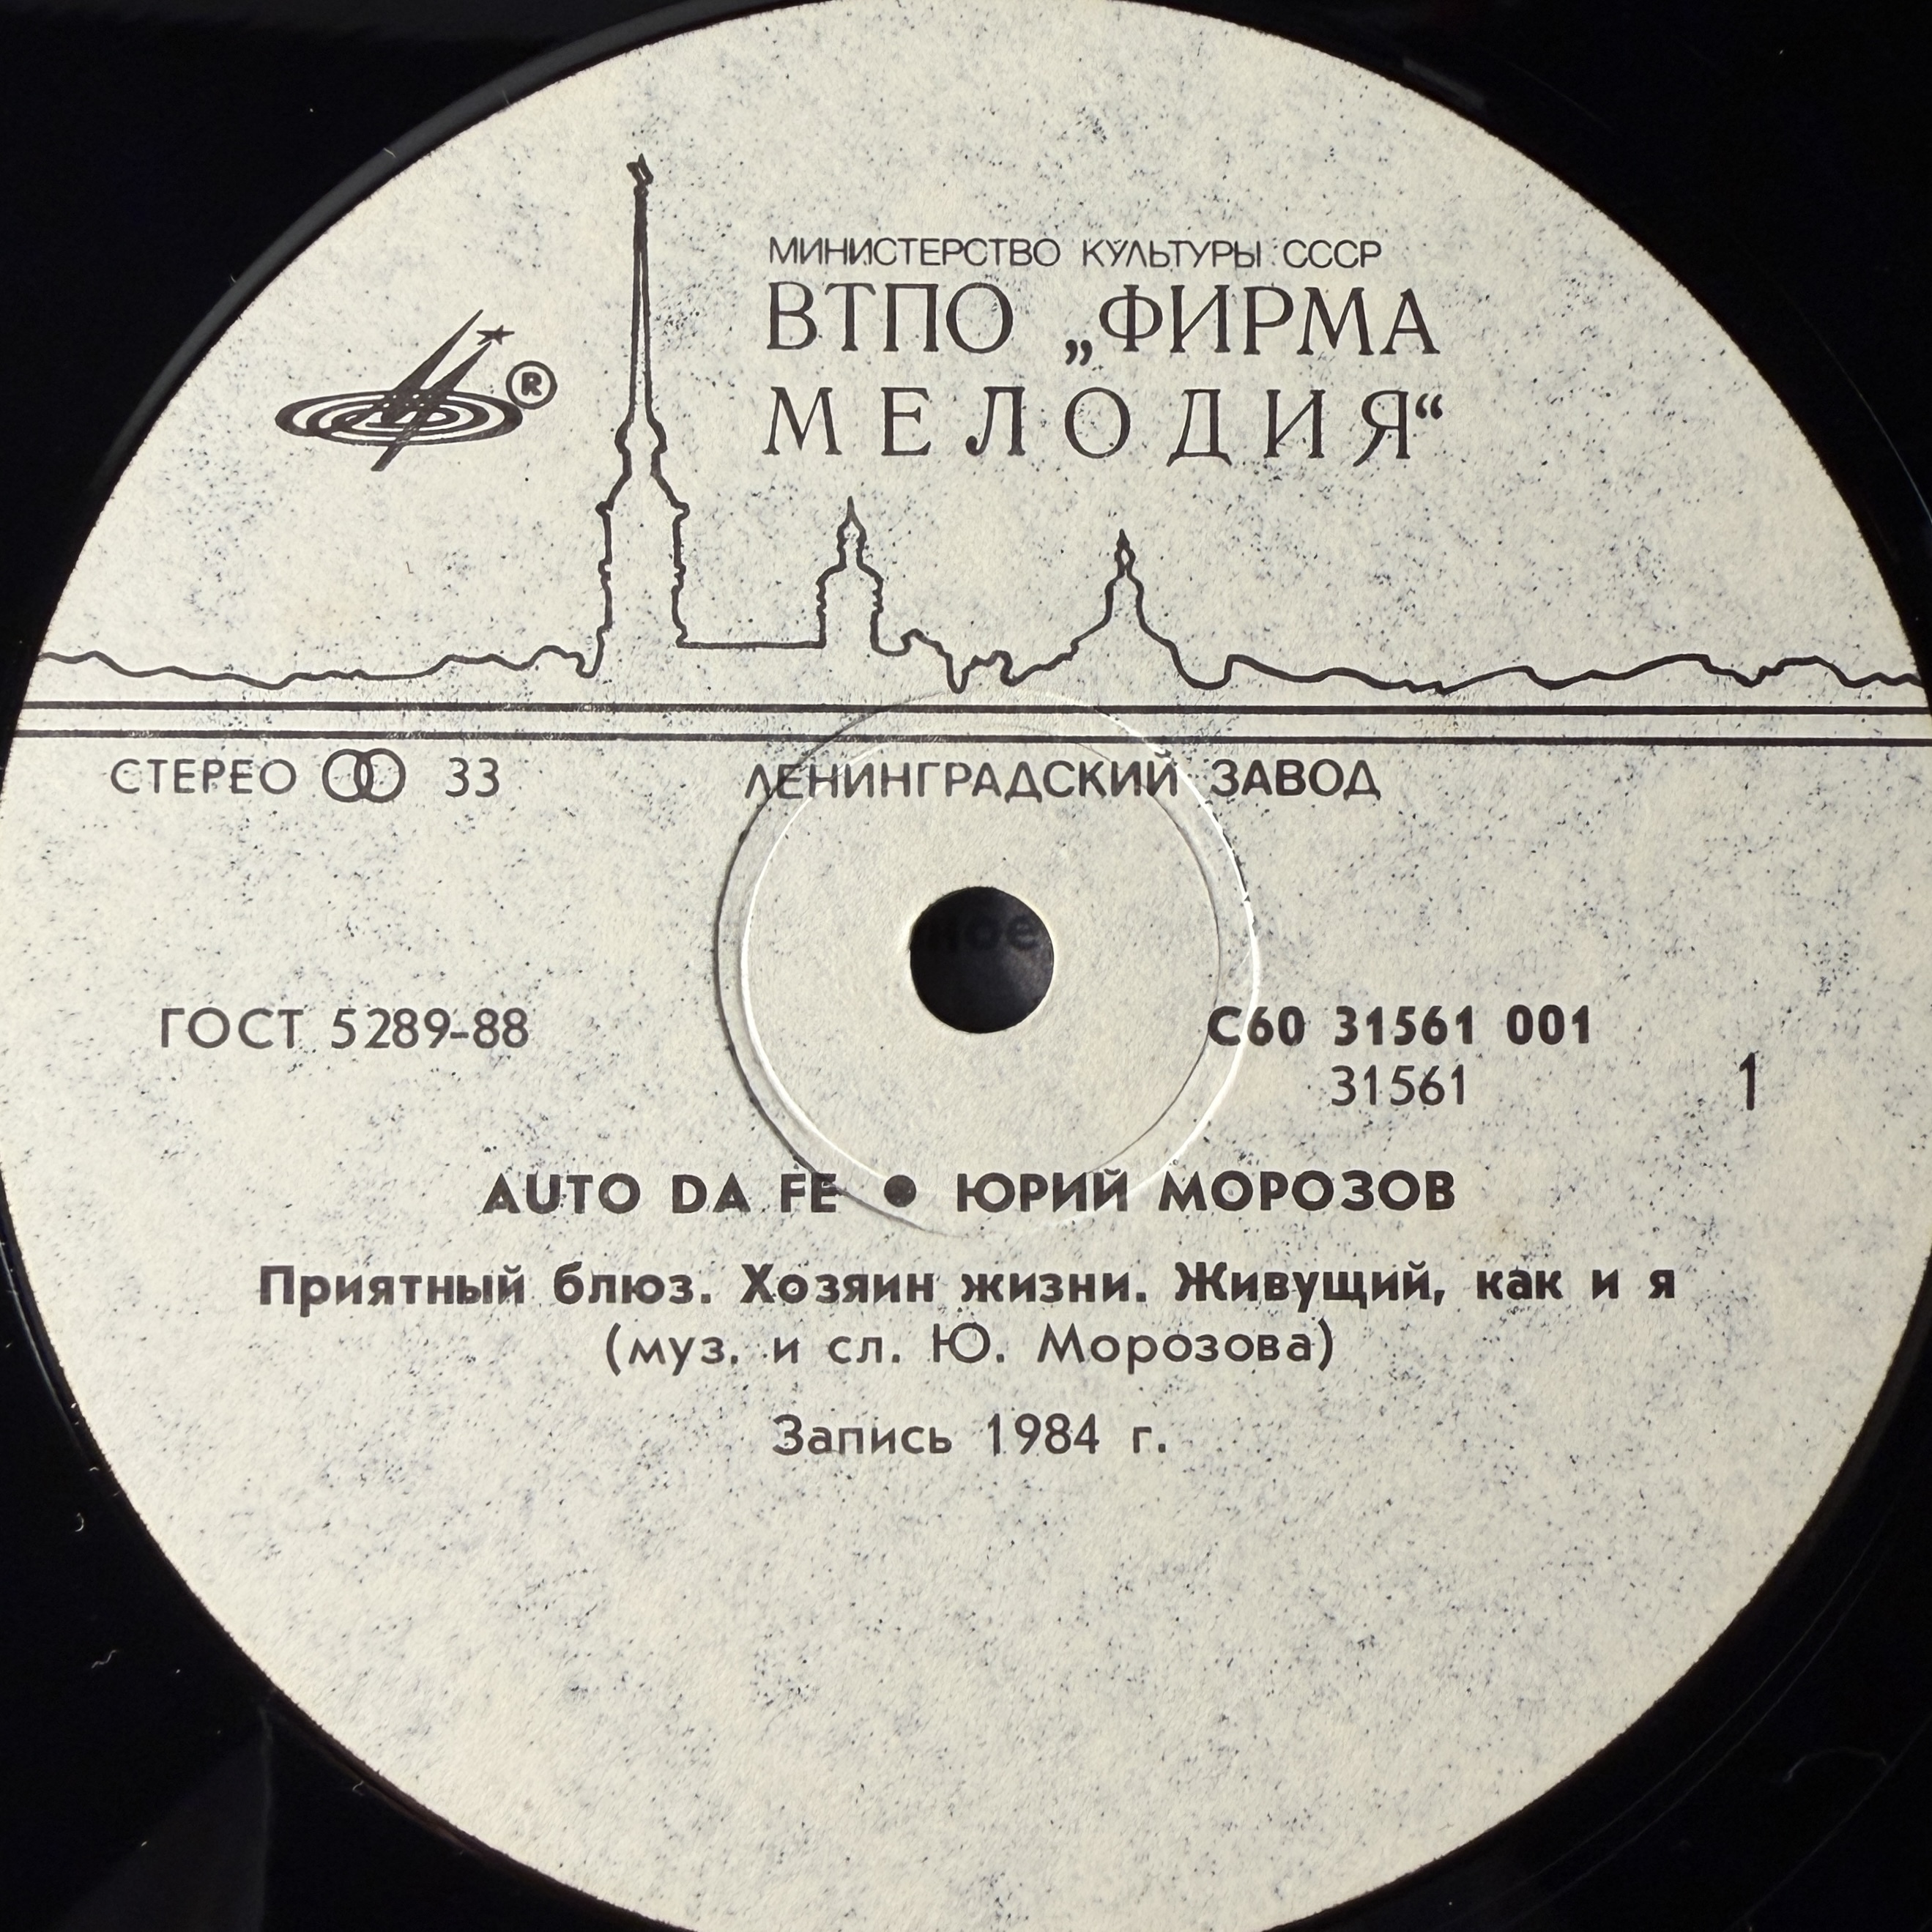 МИНИСТЕРСТВО КУЛЬТУРЫ СССР
ВТПО „ФИРМА
МЕЛОДИЯ“
®
СТЕРЕО 33
ЛЕНИНГРАДСКИЙ ЗАВОД
ГОСТ 5289-88
С60 31561 001
31561
1
AUTO DA FE ● ЮРИЙ МОРОЗОВ
Приятный блюз. Хозяин жизни. Живущий, как и я
(муз. и сл. Ю. Морозова)
Запись 1984 г.